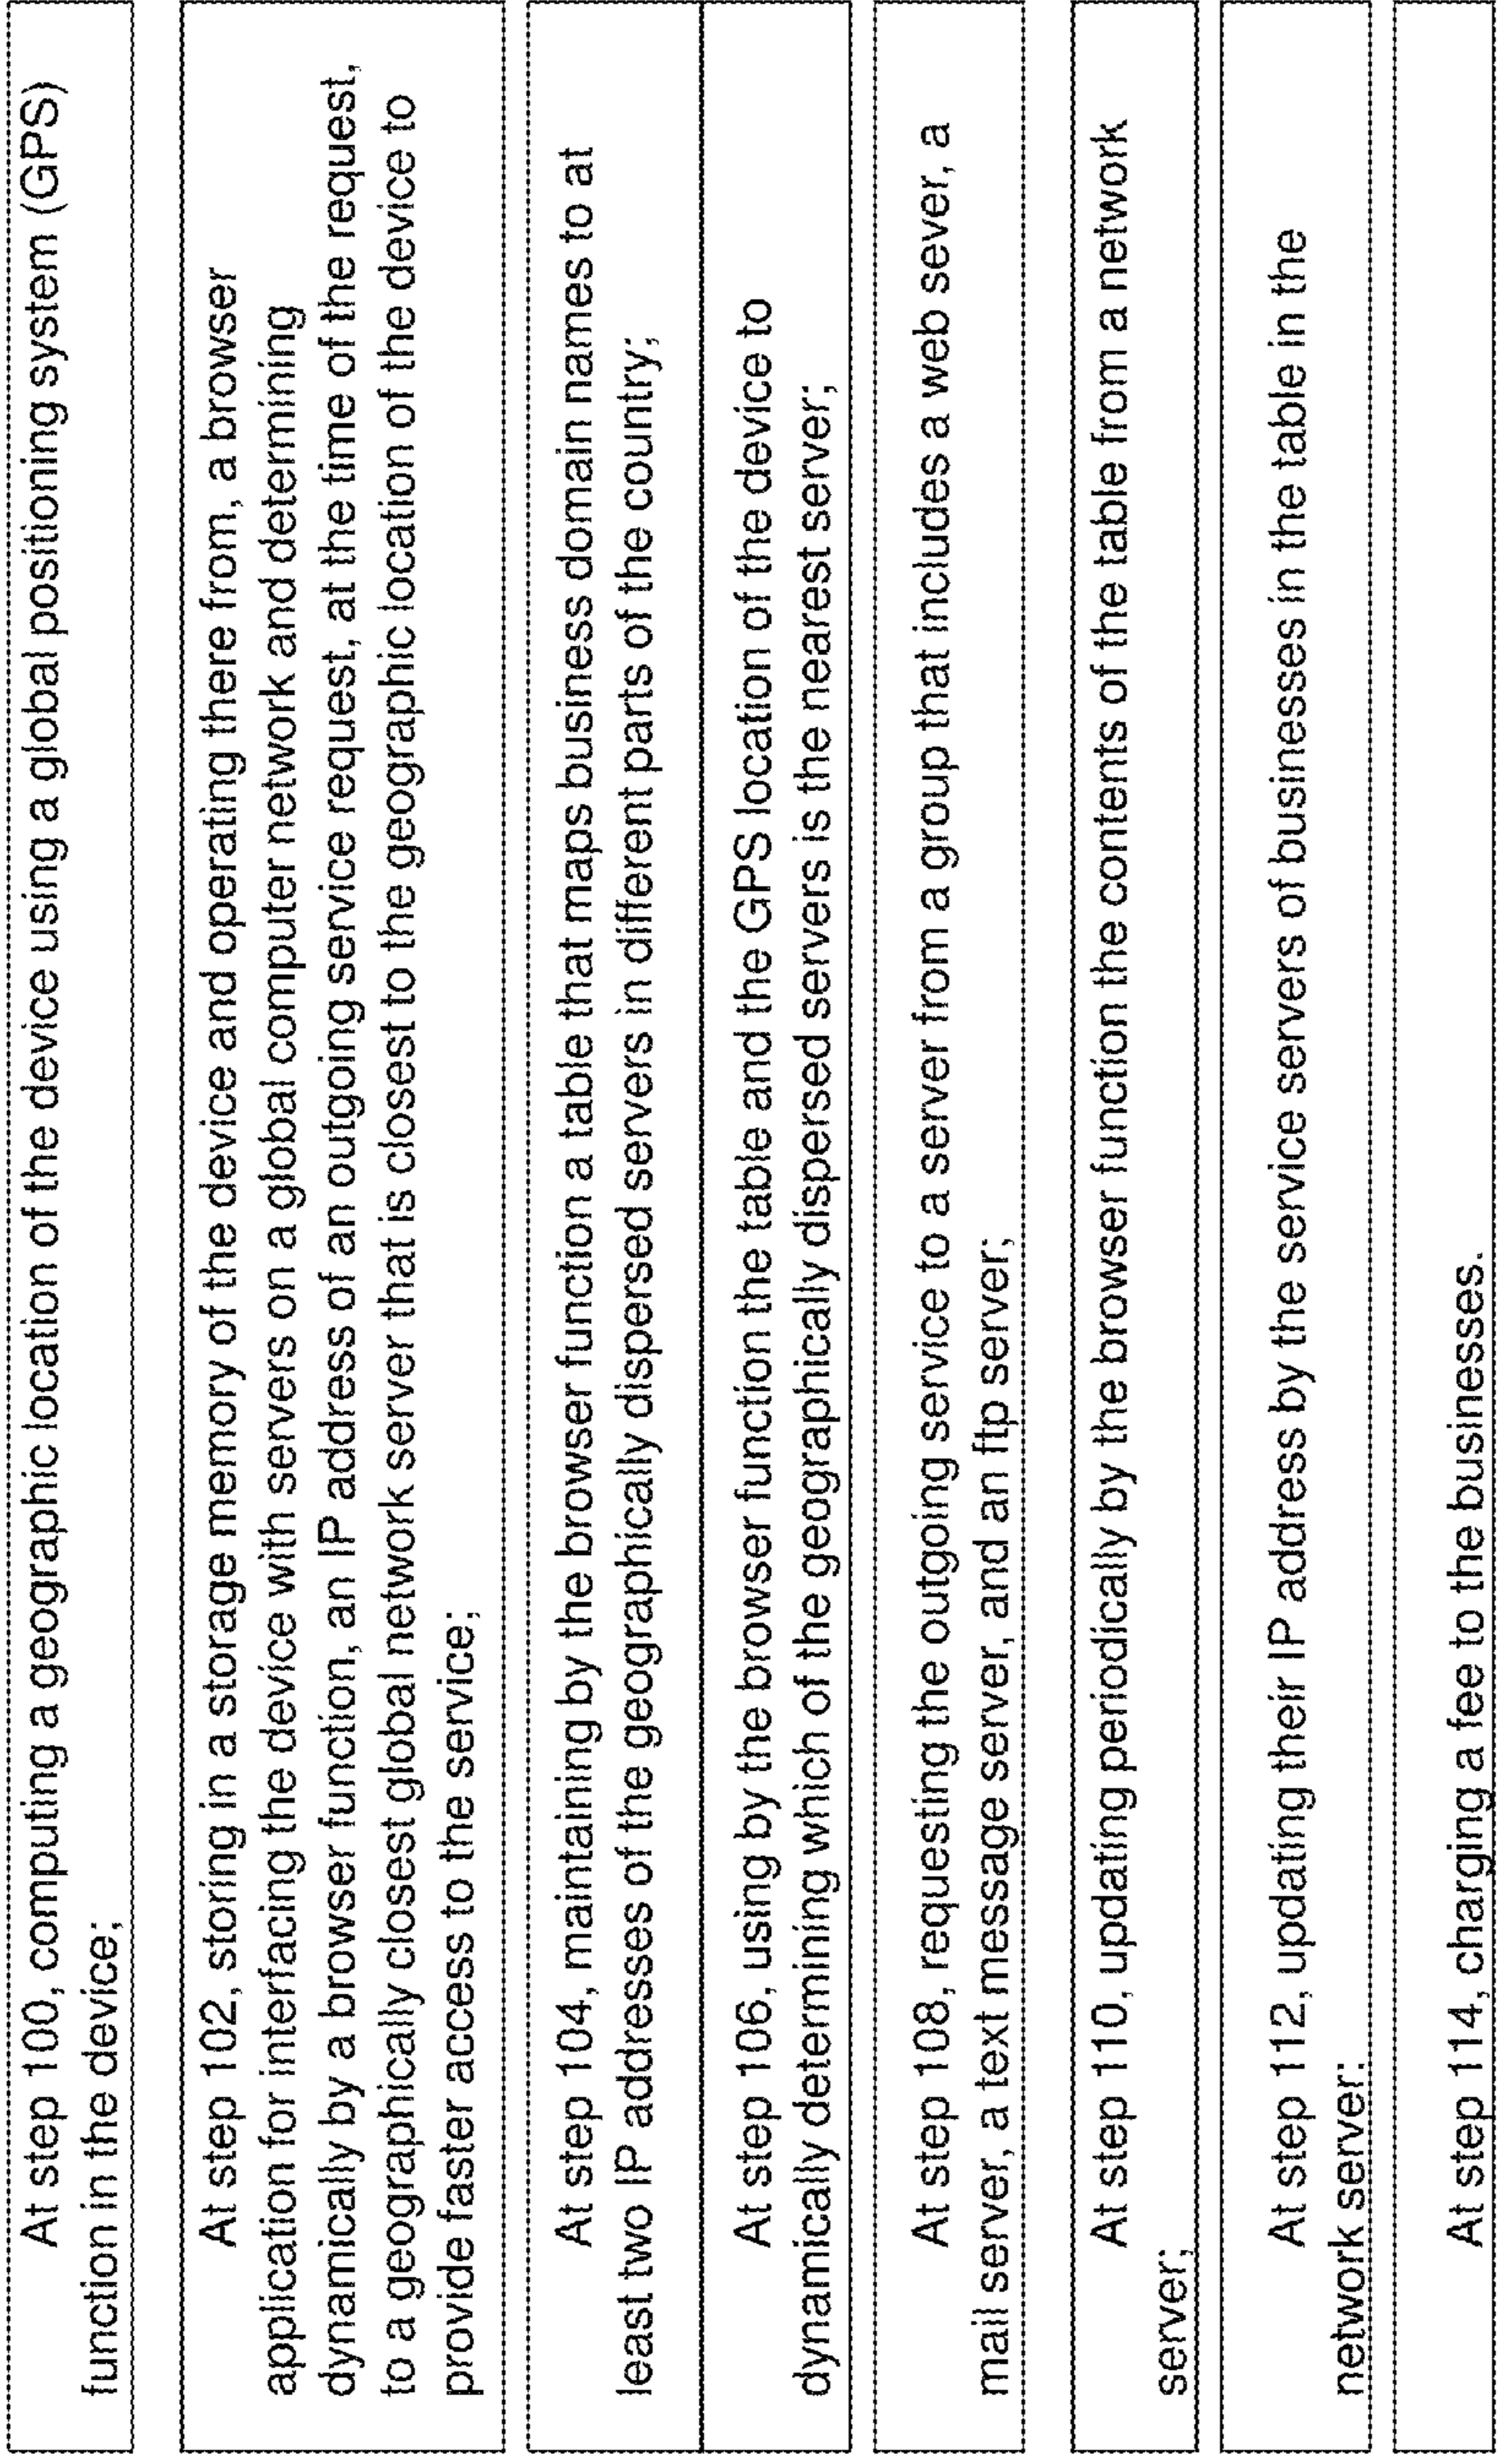 At step 100, computing a geographic location of the device using a global positioning system (GPS)
function in the device;
At step 102, storing in a storage memory of the device and operating there from, a browser
application for interfacing the device with servers on a global computer network and determining
dynamically by a browser function, an IP address of an outgoing service request, at the time of the request,
to a geographically closest global network server that is closest to the geographic location of the device to
provide faster access to the service;
At step 104, maintaining by the browser function a table that maps business domain names to at
least two IP addresses of the geographically dispersed servers in different parts of the country;
At step 106, using by the browser function the table and the GPS location of the device to
dynamically determining which of the geographically dispersed servers is the nearest server;
At step 108, requesting the outgoing service to a server from a group that includes a web sever, a
mail server, a text message server, and an ftp server;
At step 110, updating periodically by the browser function the contents of the table from a network
server;
At step 112, updating their IP address by the service servers of businesses in the table in the
network server.
At step 114, charging a fee to the businesses.